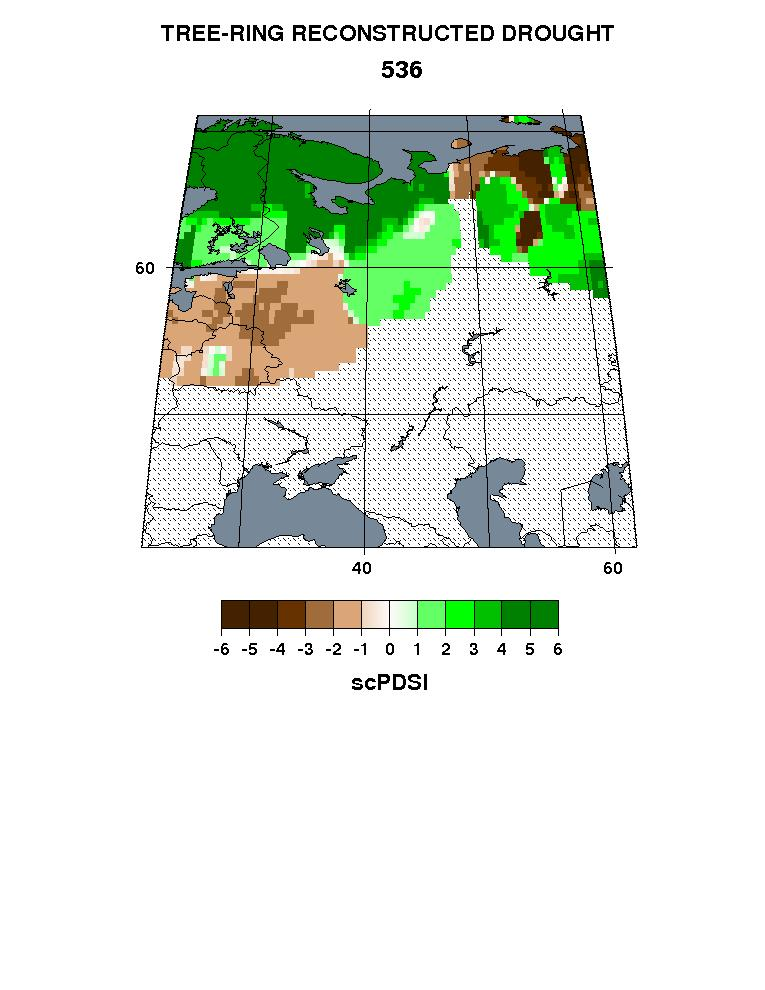 TREE-RING RECONSTRUCTED DROUGHT
536
60
40 60
-6 -5 -4 -3 -2 -1 0 1 2 3 4 5 6
scPDSI